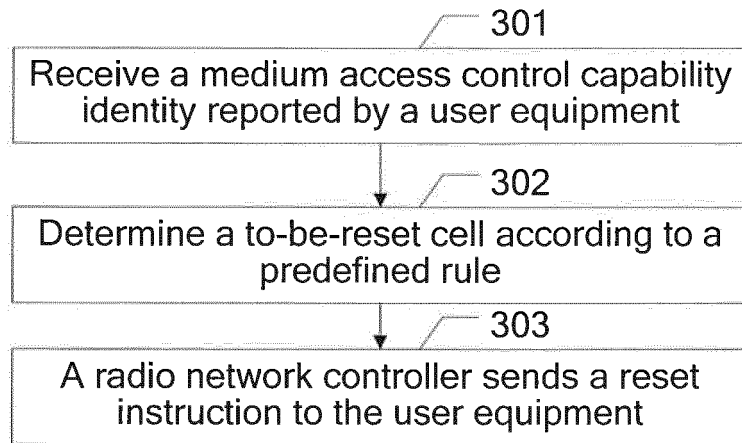 301
Receive a medium access control capability
identity reported by a user equipment
302
Determine a to-be-reset cell according to a
predefined rule
303
A radio network controller sends a reset
instruction to the user equipment